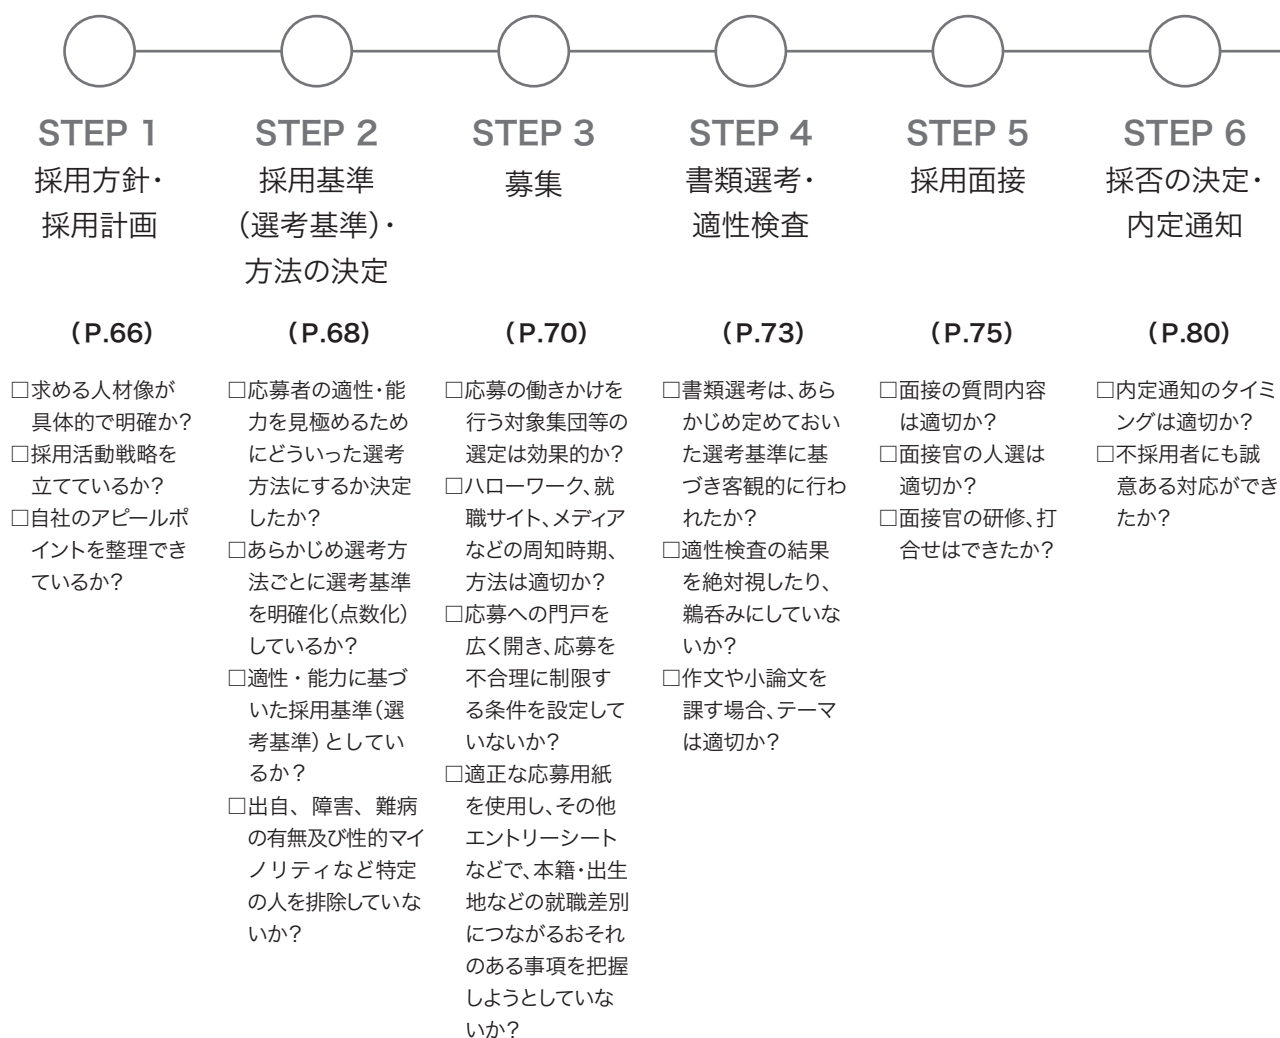 STEP 1
採用方針・
採用計画
(P.66)
□求める人材像が
具体的で明確か?
□採用活動戦略を
立てているか?
□自社のアピールポ
イントを整理でき
ているか?
STEP 2
採用基準
(選考基準)・
方法の決定
(P.68)
□応募者の適性・能
力を見極めるため
にどういった選考
方法にするか決定
したか?
□あらかじめ選考方
法ごとに選考基準
を明確化(点数化)
しているか?
□適性・能力に基づ
いた採用基準(選
考基準)としてい
るか?
□出自、障害、難病
の有無及び性的マイ
ノリティなど特定
の人を排除していな
いか?
STEP 3
募集
(P.70)
□応募の働きかけを
行う対象集団等の
選定は効果的か?
□ハローワーク、就
職サイト、メディア
などの周知時期、
方法は適切か?
□応募への門戸を
広く開き、応募を
不合理に制限す
る条件を設定して
いないか?
□適正な応募用紙
を使用し、その他
エントリーシート
などで、本籍・出生
地などの就職差別
につながるおそれ
のある事項を把握
しようとしていな
いか?
STEP 4
書類選考・
適性検査
(P.73)
□書類選考は、あら
かじめ定めておい
た選考基準に基
づき客観的に行わ
れたか?
□適性検査の結果
を絶対視したり、
鵜呑みにしていな
いか?
□作文や小論文を
課す場合、テーマ
は適切か?
STEP 5
採用面接
(P.75)
□面接の質問内容
は適切か?
□面接官の人選は
適切か?
□面接官の研修、打
合せはできたか?
STEP 6
採否の決定・
内定通知
(P.80)
□内定通知のタイミ
ングは適切か?
□不採用者にも誠
意ある対応ができ
たか?